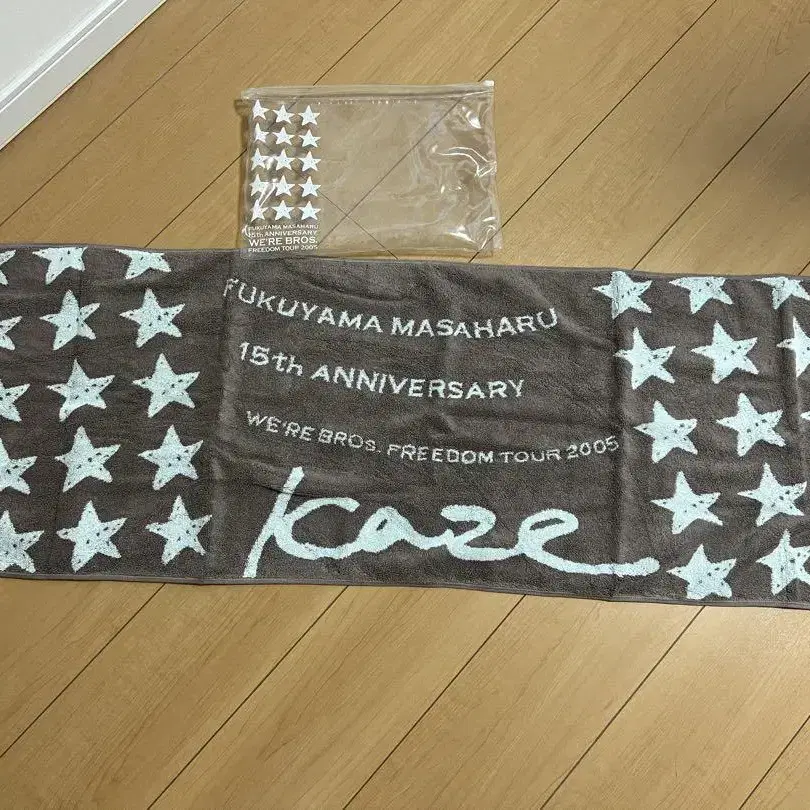 FUKUYAMA MASAHARU
15th ANNIVERSARY
WE'RE BROS.
FREEDOM TOUR 2005
FUKUYAMA MASAHARU
15th ANNIVERSARY
WE'RE BROS. FREEDOM TOUR 2005
Kaze